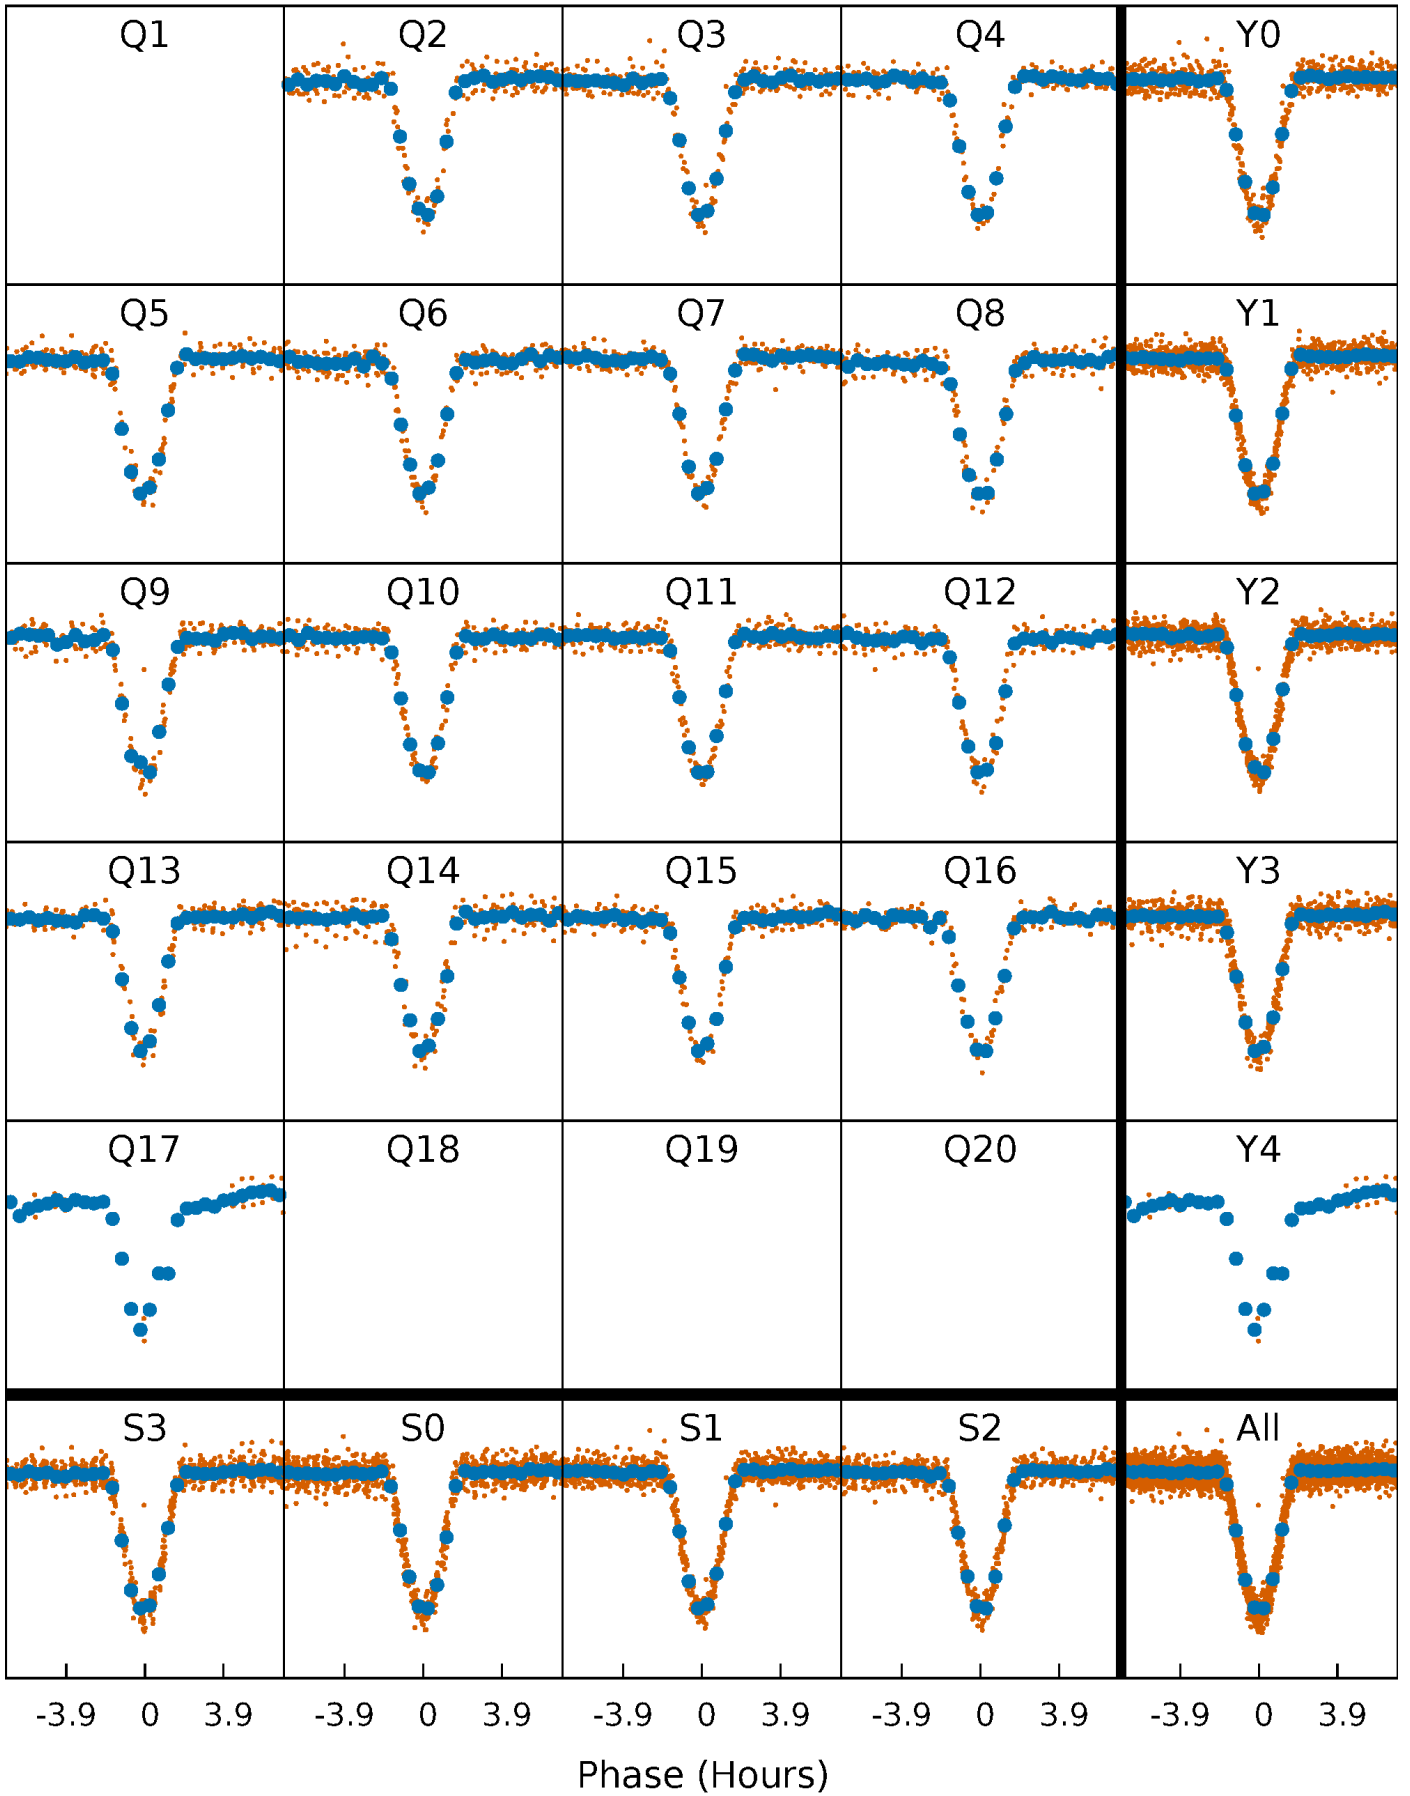 Q1 Q2 Q3 Q4 Y0
Q5 Q6 Q7 Q8 Y1
Q9 Q10 Q11 Q12 Y2
Q13 Q14 Q15 Q16 Y3
Q17 Q18 Q19 Q20 Y4
S3 S0 S1 S2 All
-3.9 0 3.9 -3.9 0 3.9 -3.9 0 3.9 -3.9 0 3.9 -3.9 0 3.9
Phase (Hours)